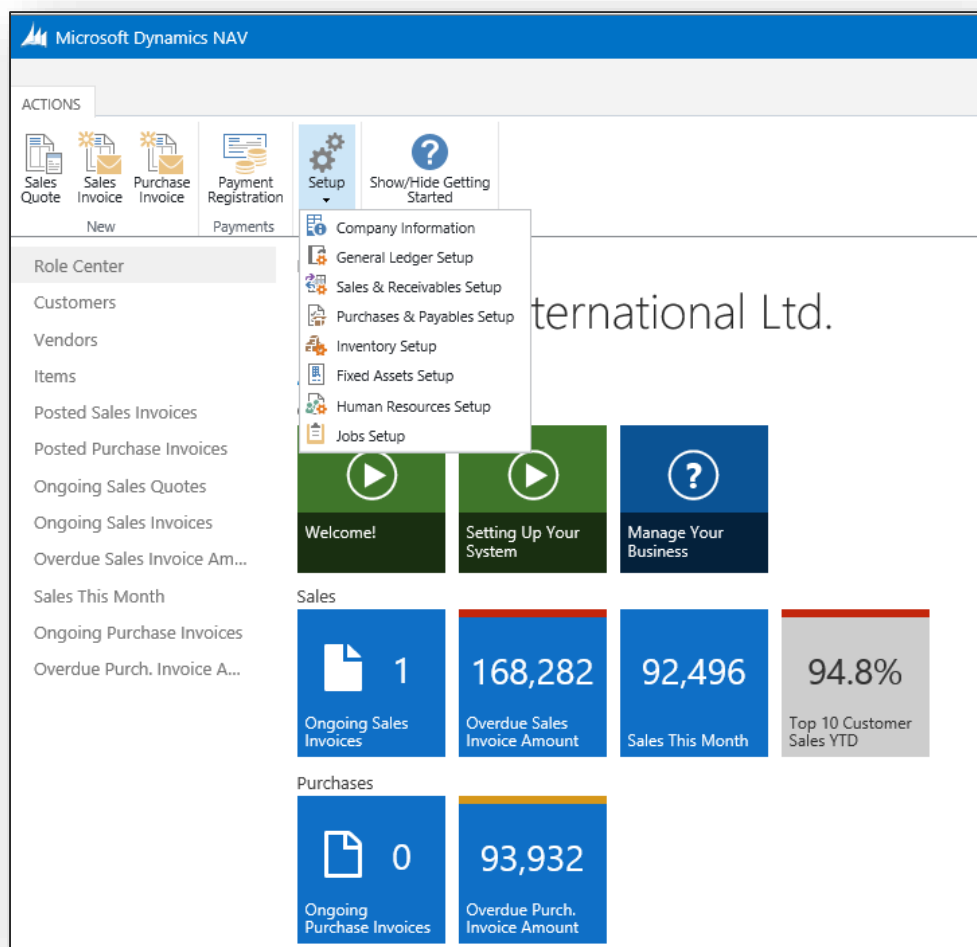 Microsoft Dynamics NAV
ACTIONS
Sales Quote
Sales Invoice
Purchase Invoice
Payment Registration
Setup
Show/Hide Getting Started
New
Payments
Company Information
General Ledger Setup
Sales & Receivables Setup
Purchases & Payables Setup
Inventory Setup
Fixed Assets Setup
Human Resources Setup
Jobs Setup
Role Center
Customers
Vendors
Items
Posted Sales Invoices
Posted Purchase Invoices
Ongoing Sales Quotes
Ongoing Sales Invoices
Overdue Sales Invoice Am...
Sales This Month
Ongoing Purchase Invoices
Overdue Purch. Invoice A...
ternational Ltd.
Welcome!
Setting Up Your
System
?
Manage Your
Business
Sales
1
Ongoing Sales
Invoices
168,282
Overdue Sales
Invoice Amount
92,496
Sales This Month
94.8%
Top 10 Customer
Sales YTD
Purchases
0
Ongoing
Purchase Invoices
93,932
Overdue Purch.
Invoice Amount